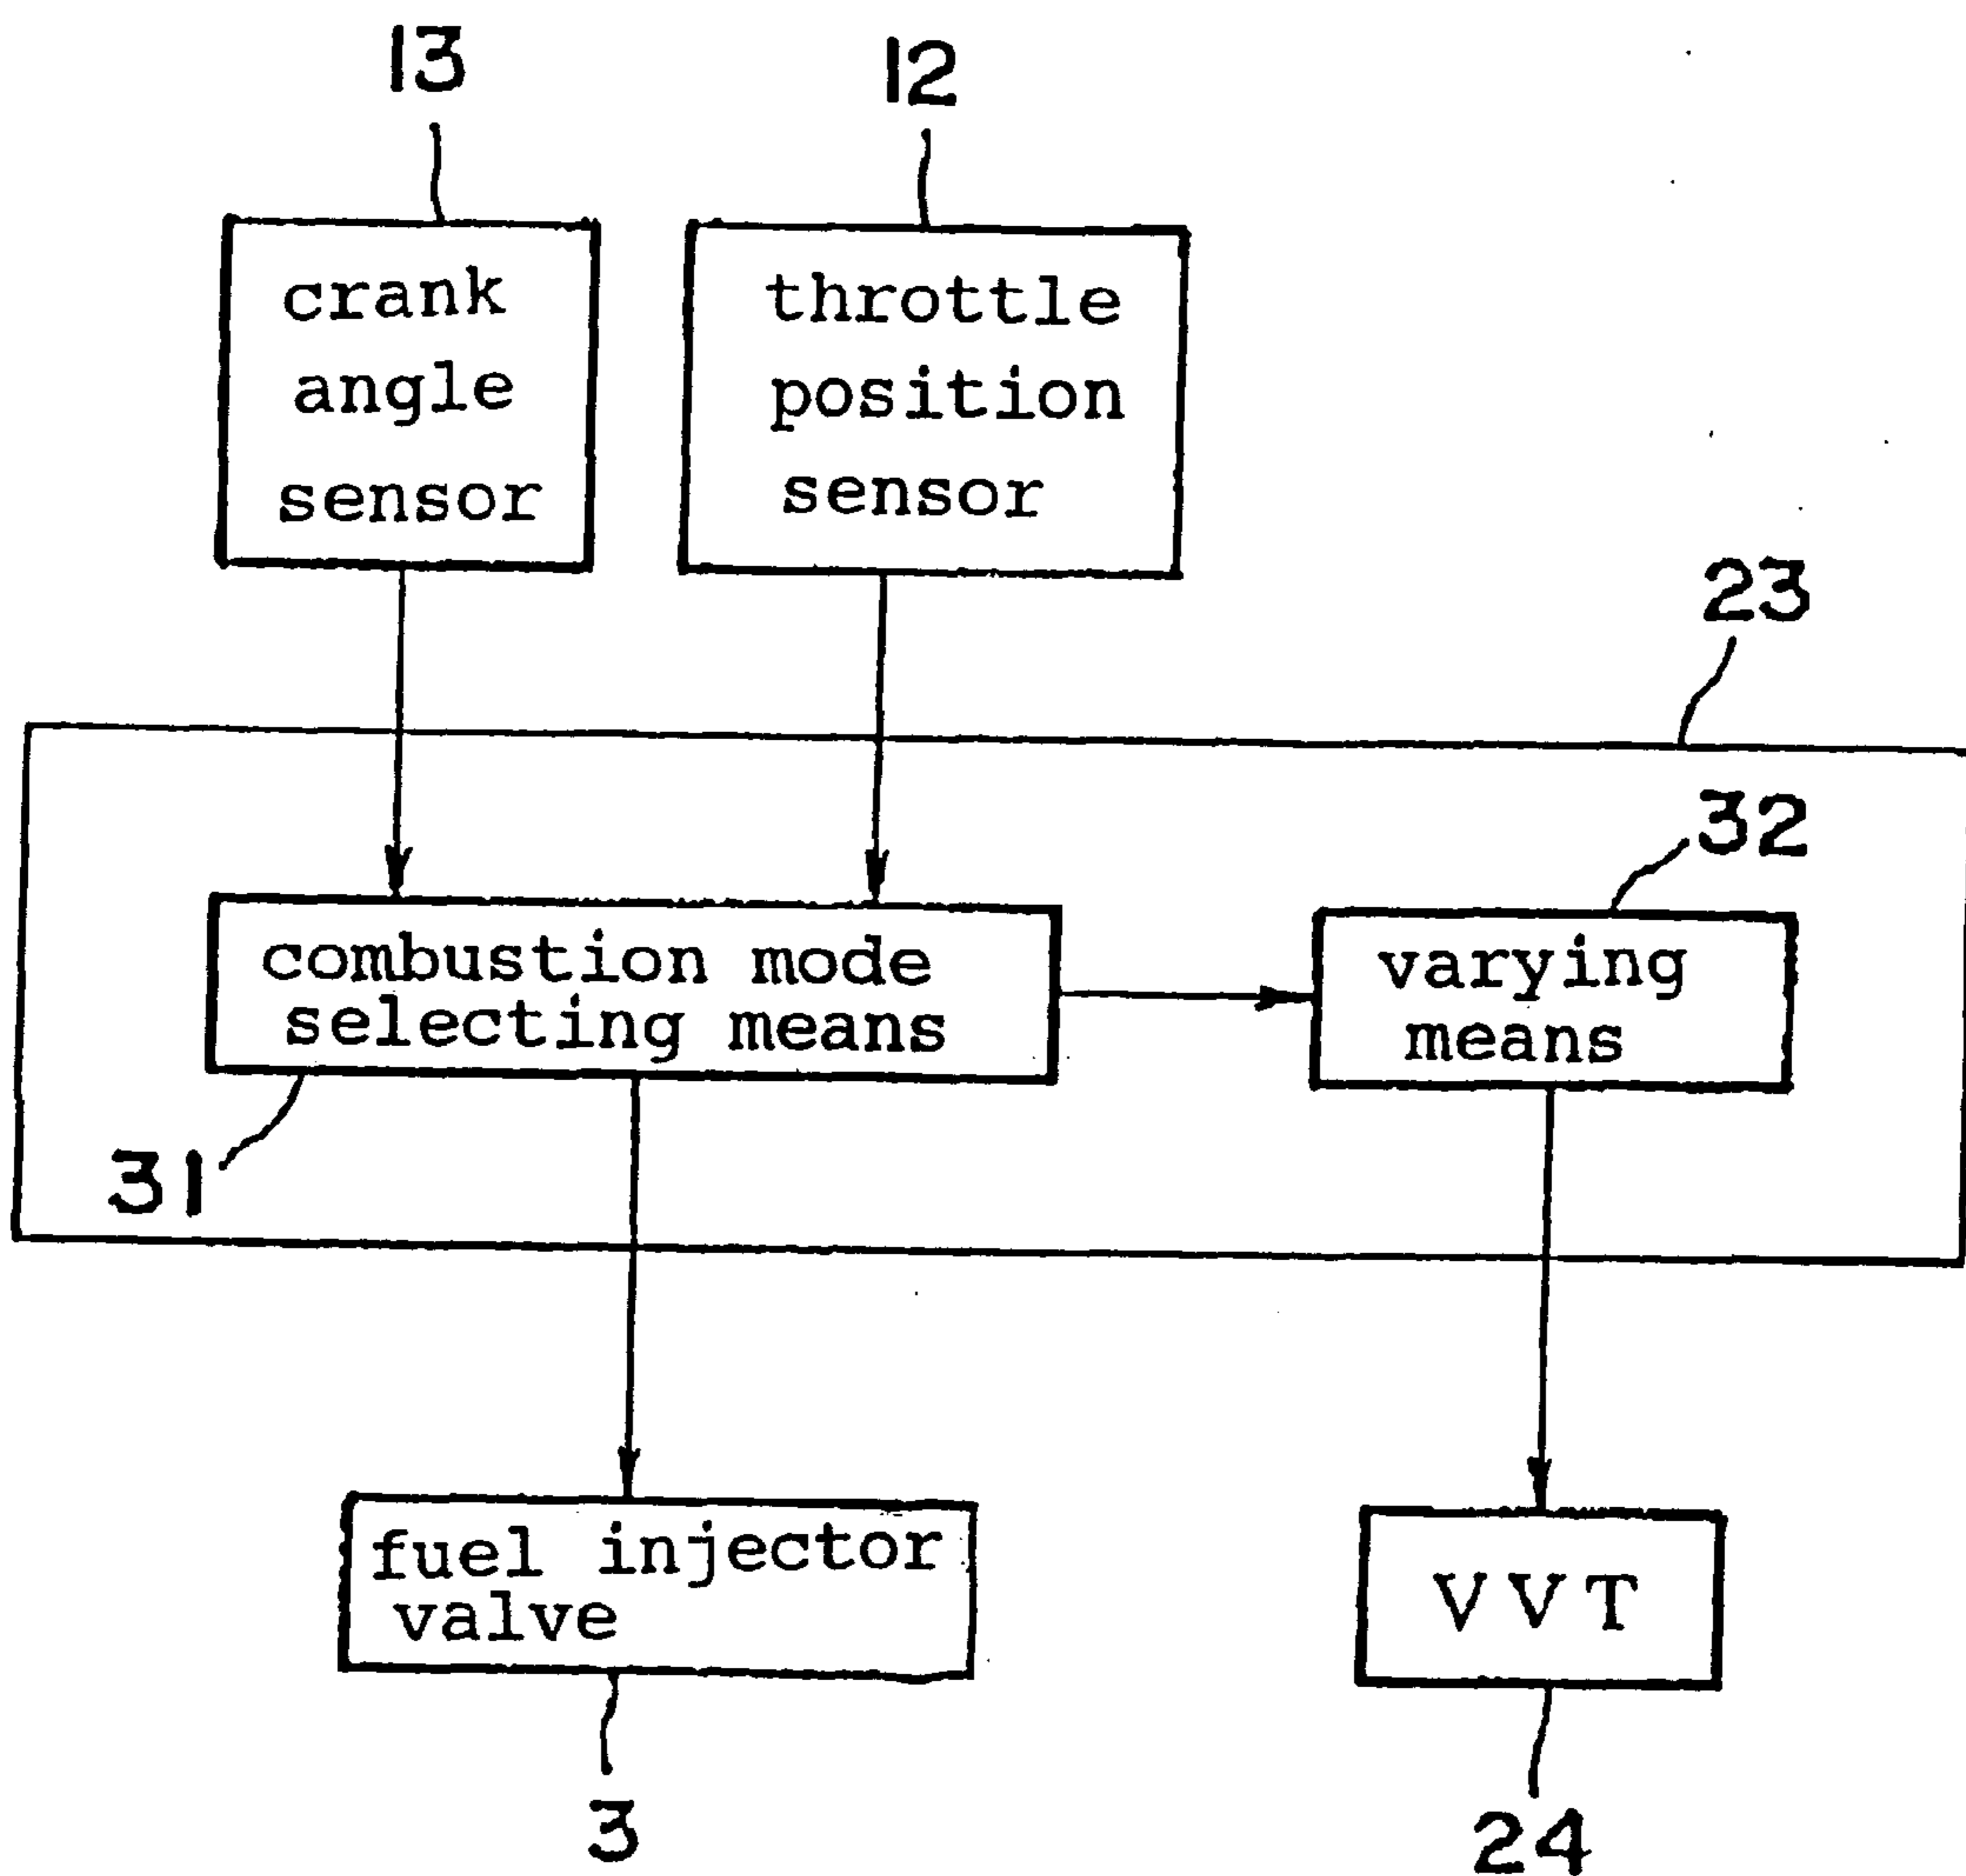 13
12
crank
angle
sensor
throttle
position
sensor
23
32
combustion mode
selecting means
varying
means
31
fuel injector
valve
VVT
3
24